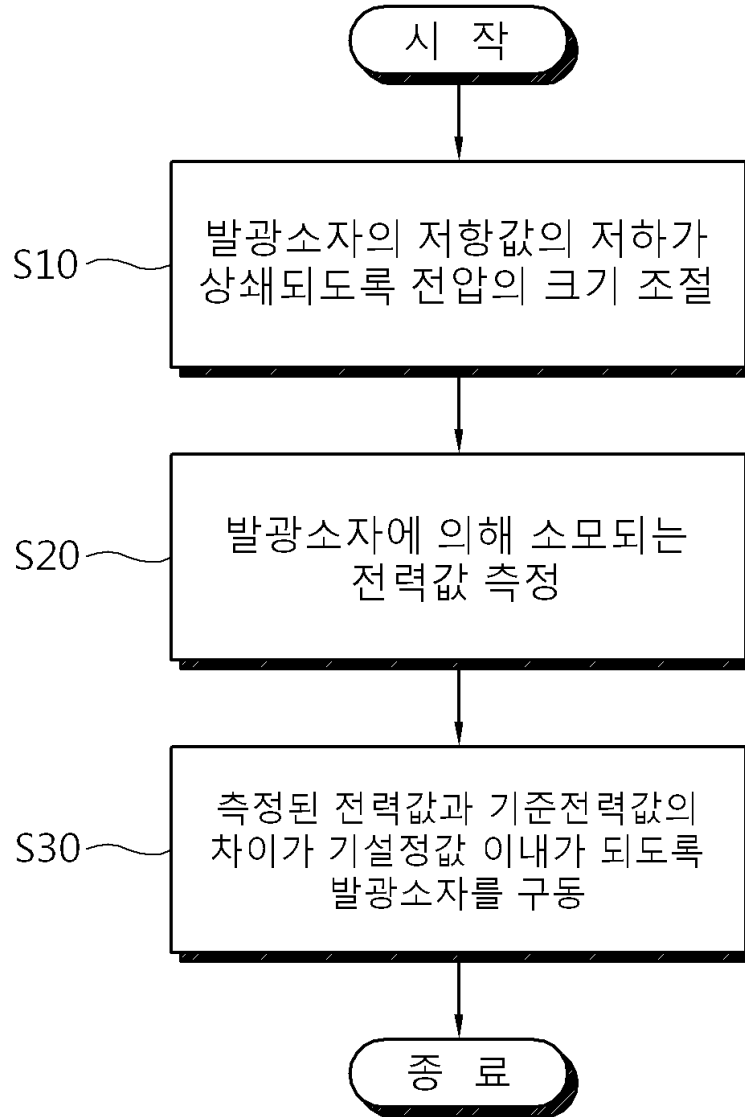 시 작
S10
발광소자의 저항값의 저하가
상쇄되도록 전압의 크기 조절
S20
발광소자에 의해 소모되는
전력값 측정
S30
측정된 전력값과 기준전력값의
차이가 기설정값 이내가 되도록
발광소자를 구동
종 료